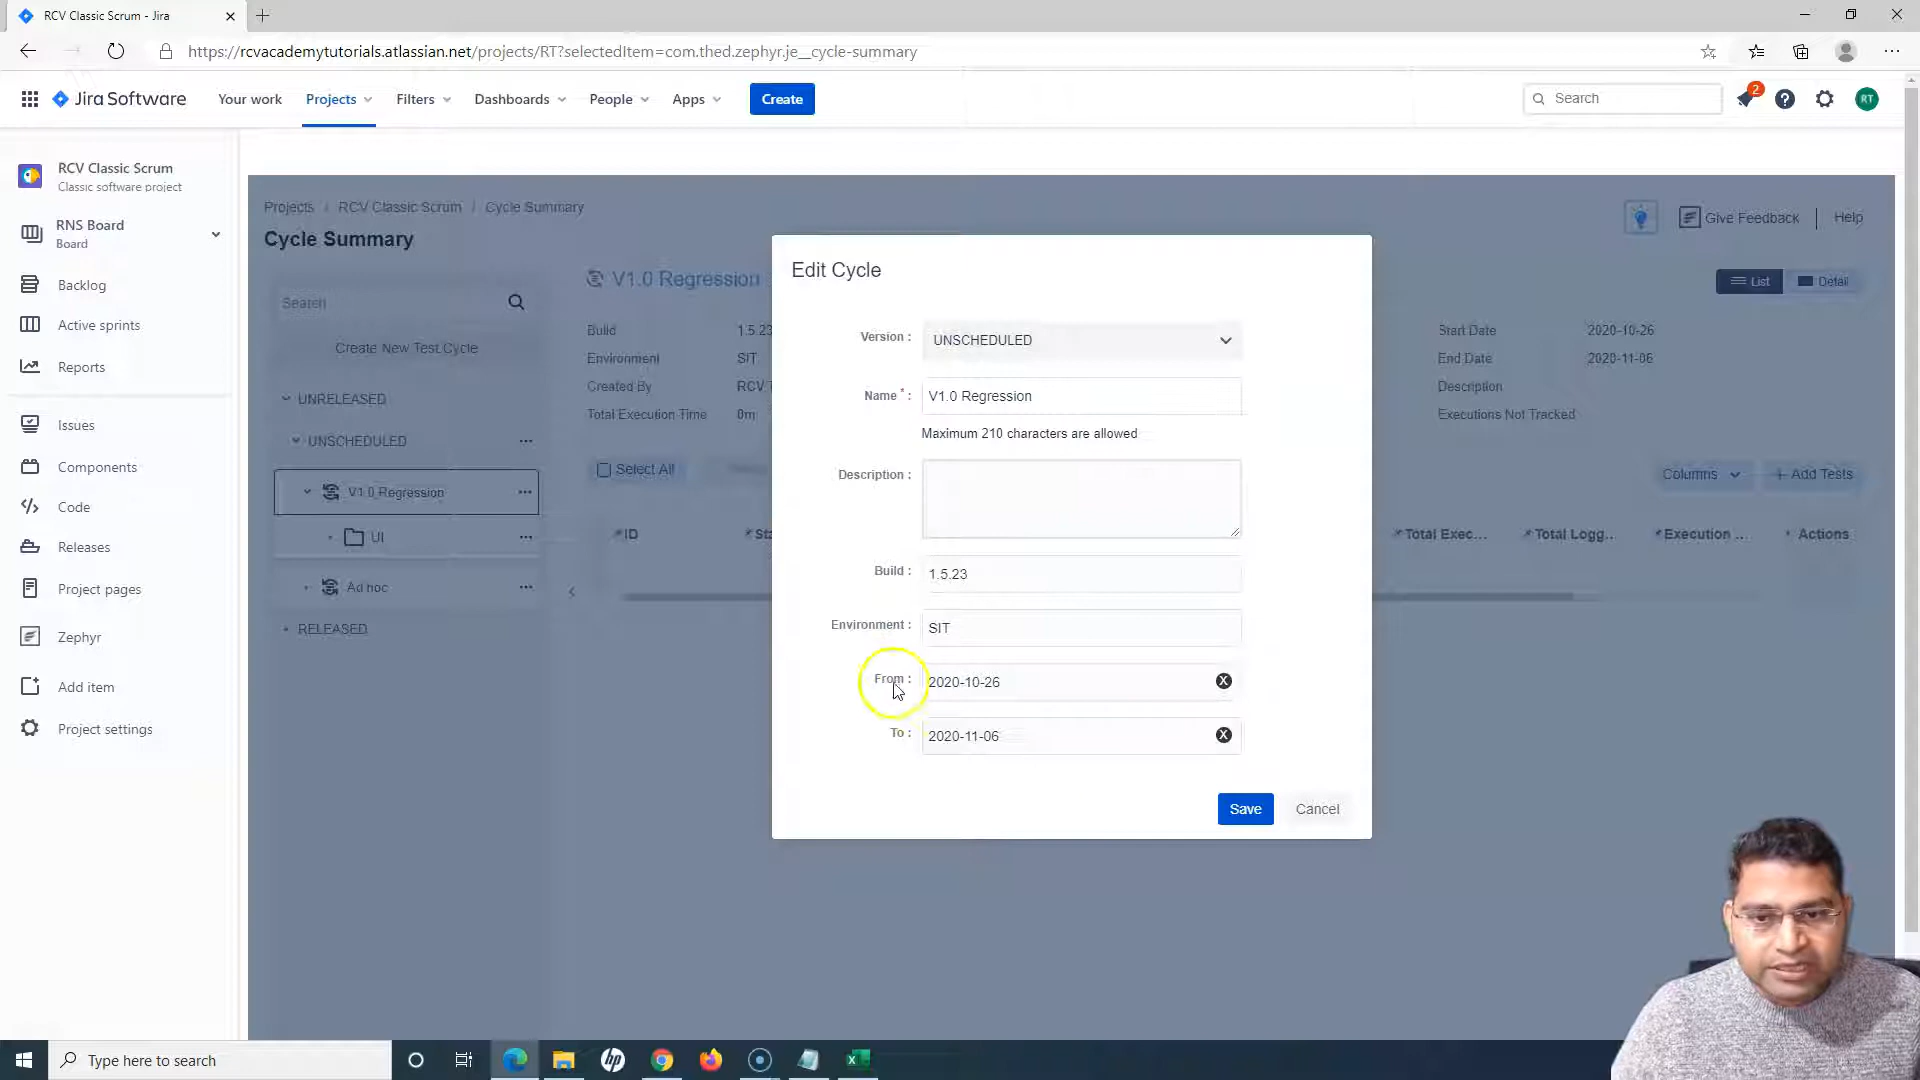 RCV Classic Scrum - Jira
https://rcvacademytutorials.atlassian.net/projects/RT?selectedItem=com.thed.zephyr.je__cycle-summary
Jira Software
Your work
Projects
Filters
Dashboards
People
Apps
Create
Search
2
RT
RCV Classic Scrum
Classic software project
RNS Board
Board
Backlog
Active sprints
Reports
Issues
Components
Code
Releases
Project pages
Zephyr
Add item
Project settings
Projects / RCV Classic Scrum / Cycle Summary
Give Feedback
Help
Cycle Summary
Search
Create New Test Cycle
UNRELEASED
UNSCHEDULED
V1.0 Regression
UI
Ad hoc
RELEASED
V1.0 Regression
List
Detail
Build 1.5.23
Environment SIT
Created By RCV
Total Execution Time 0m
Start Date 2020-10-26
End Date 2020-11-06
Description
Executions Not Tracked
Select All
Columns
+ Add Tests
ID
Total Exec...
Total Logg..
Execution ...
Actions
Edit Cycle
Version : UNSCHEDULED
Name * : V1.0 Regression
Maximum 210 characters are allowed
Description :
Build : 1.5.23
Environment : SIT
From : 2020-10-26 X
To : 2020-11-06 X
Save
Cancel
Type here to search
hp